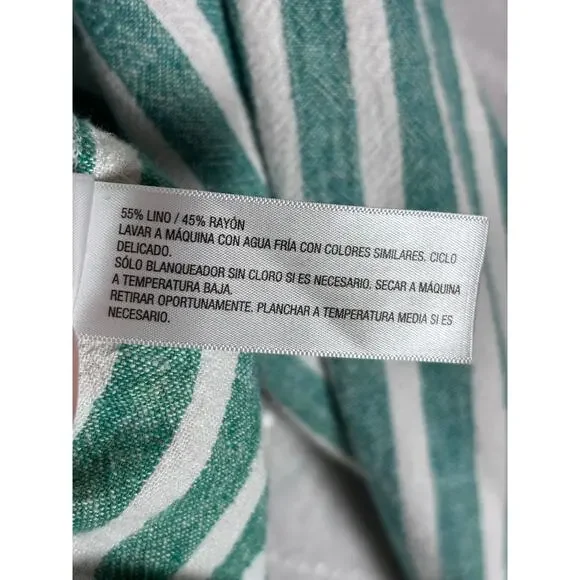 55% LINO / 45% RAYÓN
LAVAR A MÁQUINA CON AGUA FRÍA CON COLORES SIMILARES. CICLO
DELICADO.
SÓLO BLANQUEADOR SIN CLORO SI ES NECESARIO. SECAR A MÁQUINA
A TEMPERATURA BAJA.
RETIRAR OPORTUNAMENTE. PLANCHAR A TEMPERATURA MEDIA SI ES
NECESARIO.